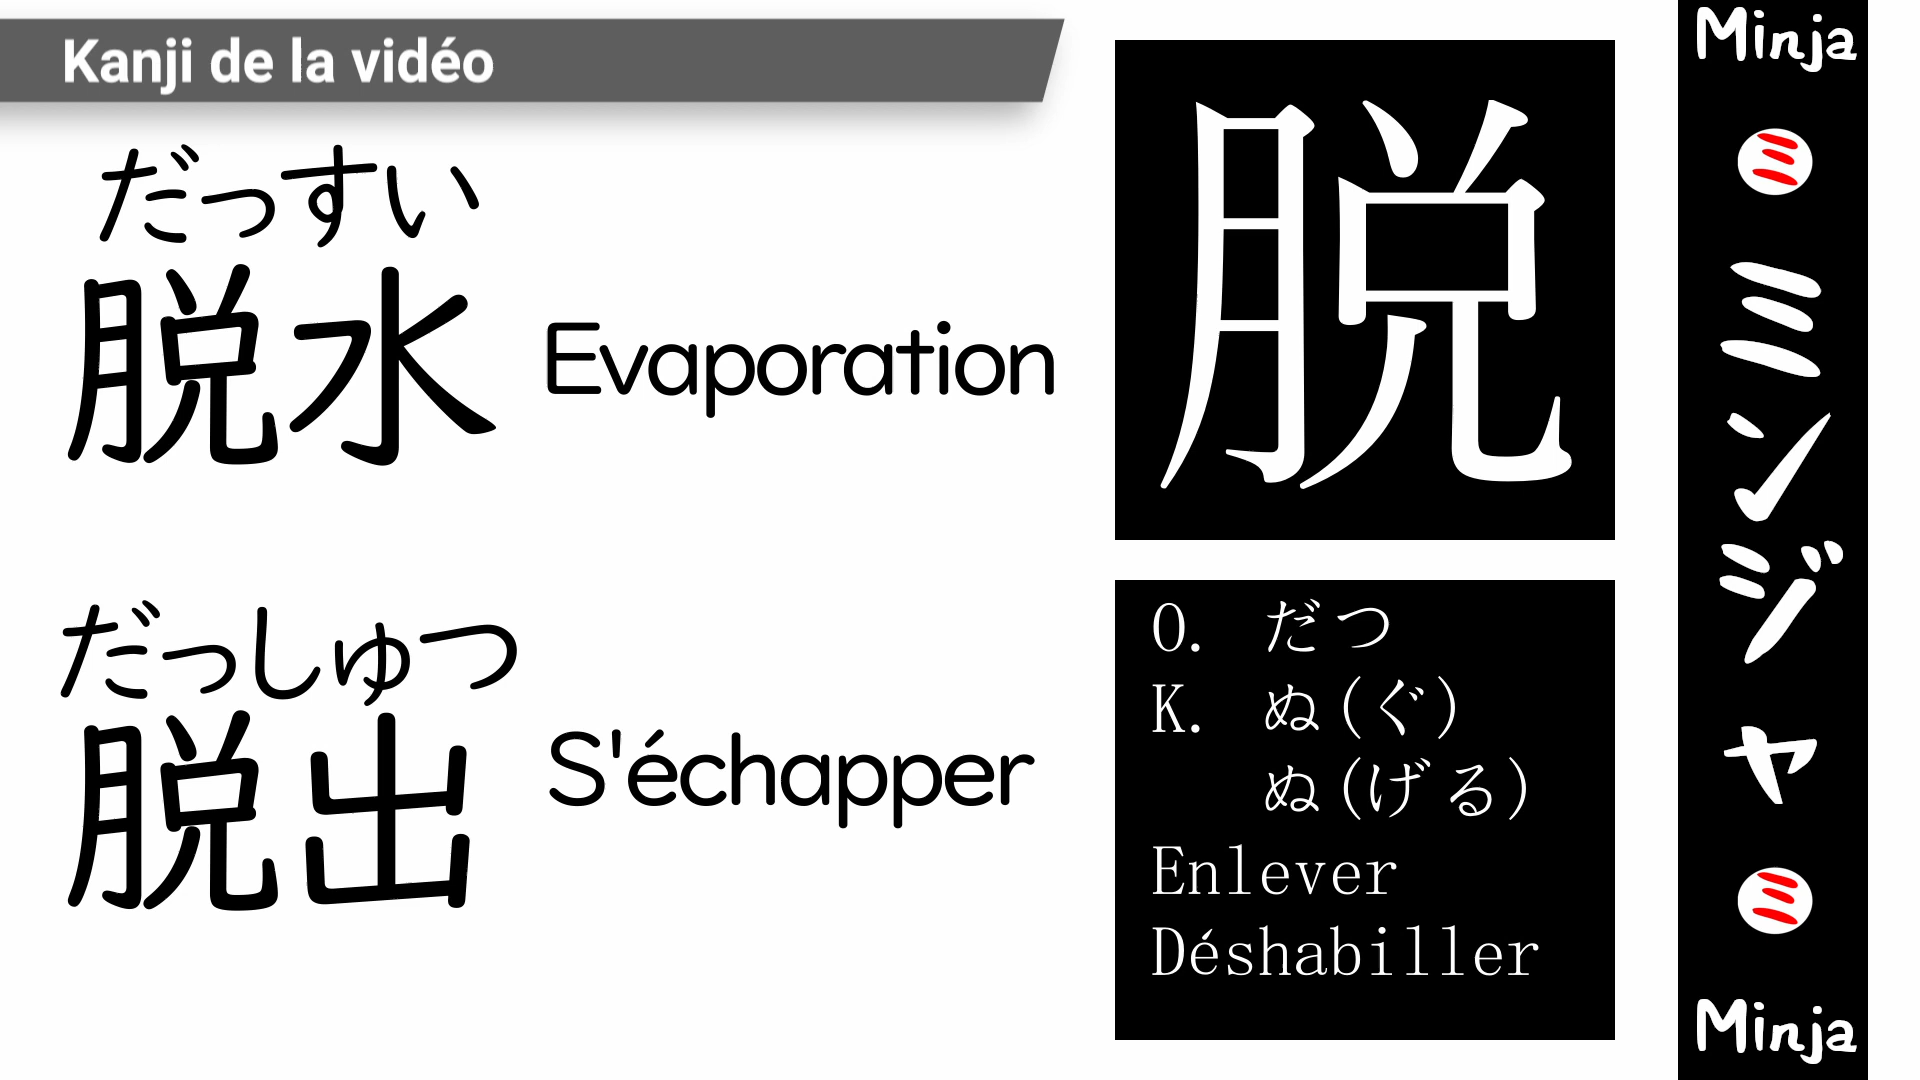 Kanji de la vidéo
だっすい
脱水
Evaporation
だっしゅつ
脱出
S'échapper
脱
O. だつ
K. ぬ(ぐ)
ぬ(げる)
Enlever
Déshabiller
Minja
ミ
ミンジャ
ミ
Minja